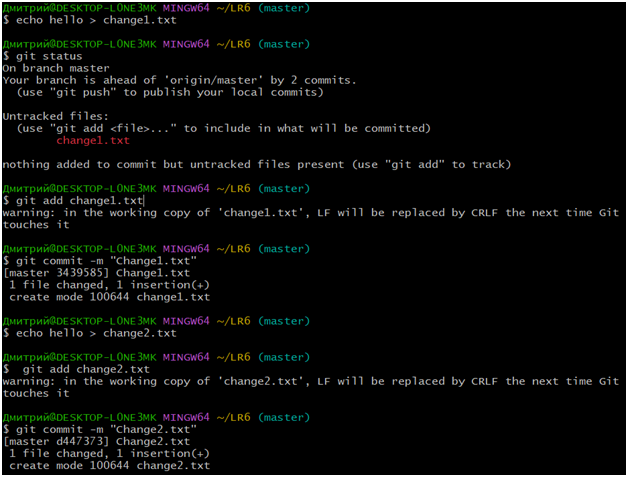 Дмитрий@DESKTOP-L0NE3MK MINGW64 ~/LR6 (master)
$ echo hello > change1.txt
Дмитрий@DESKTOP-L0NE3MK MINGW64 ~/LR6 (master)
$ git status
On branch master
Your branch is ahead of 'origin/master' by 2 commits.
  (use "git push" to publish your local commits)
Untracked files:
  (use "git add <file>..." to include in what will be committed)
        change1.txt
nothing added to commit but untracked files present (use "git add" to track)
Дмитрий@DESKTOP-L0NE3MK MINGW64 ~/LR6 (master)
$ git add change1.txt
warning: in the working copy of 'change1.txt', LF will be replaced by CRLF the next time Git
touches it
Дмитрий@DESKTOP-L0NE3MK MINGW64 ~/LR6 (master)
$ git commit -m "Change1.txt"
[master 3439585] Change1.txt
 1 file changed, 1 insertion(+)
 create mode 100644 change1.txt
Дмитрий@DESKTOP-L0NE3MK MINGW64 ~/LR6 (master)
$ echo hello > change2.txt
Дмитрий@DESKTOP-L0NE3MK MINGW64 ~/LR6 (master)
$  git add change2.txt
warning: in the working copy of 'change2.txt', LF will be replaced by CRLF the next time Git
touches it
Дмитрий@DESKTOP-L0NE3MK MINGW64 ~/LR6 (master)
$ git commit -m "Change2.txt"
[master d447373] Change2.txt
 1 file changed, 1 insertion(+)
 create mode 100644 change2.txt